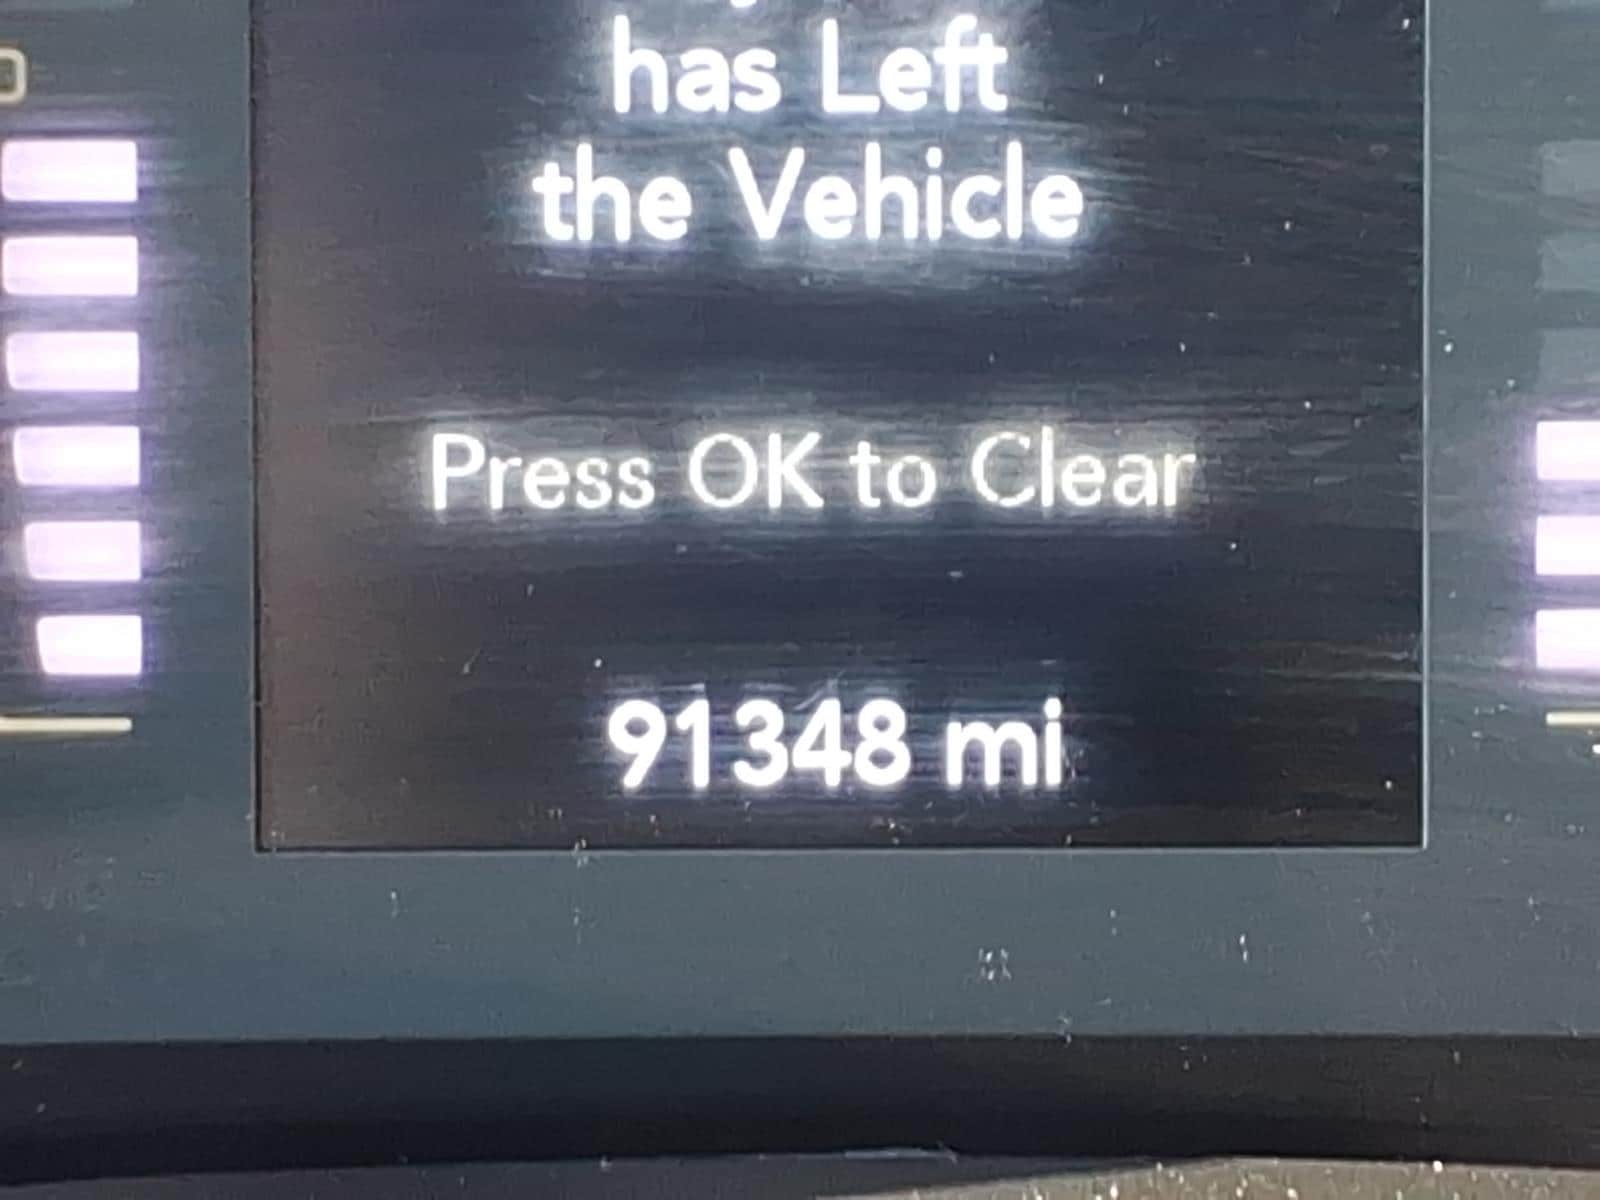 has Left
the Vehicle
Press OK to Clear
91348 mi